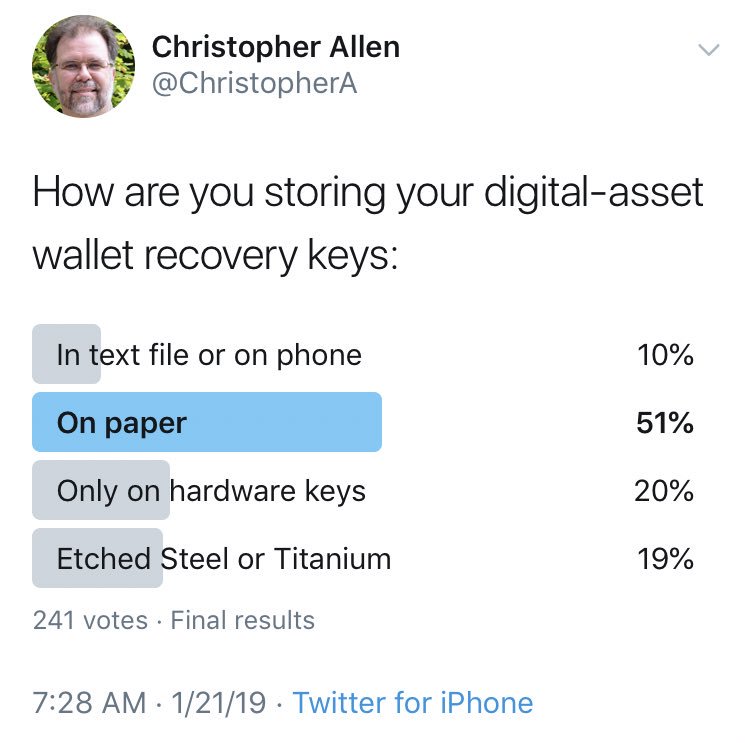 Christopher Allen
@ChristopherA
How are you storing your digital-asset
wallet recovery keys:
In text file or on phone 10%
On paper 51%
Only on hardware keys 20%
Etched Steel or Titanium 19%
241 votes · Final results
7:28 AM · 1/21/19 · Twitter for iPhone